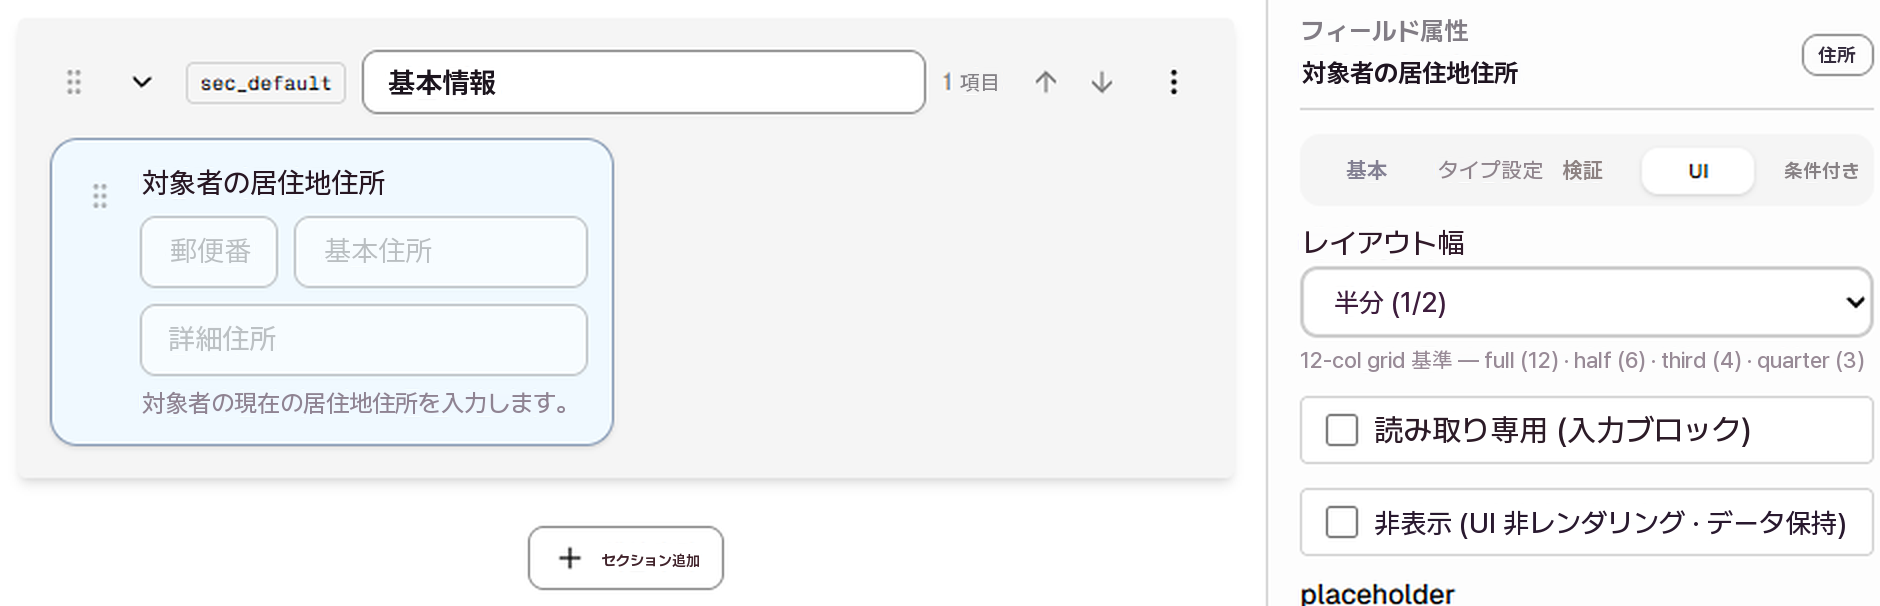 sec_default
基本情報
1 項目
対象者の居住地住所
郵便番
基本住所
詳細住所
対象者の現在の居住地住所を入力します。
セクション追加
フィールド属性
対象者の居住地住所
住所
基本
タイプ設定
検証
UI
条件付き
レイアウト幅
半分 (1/2)
12-col grid 基準 — full (12) · half (6) · third (4) · quarter (3)
読み取り専用 (入力ブロック)
非表示 (UI 非レンダリング · データ保持)
placeholder